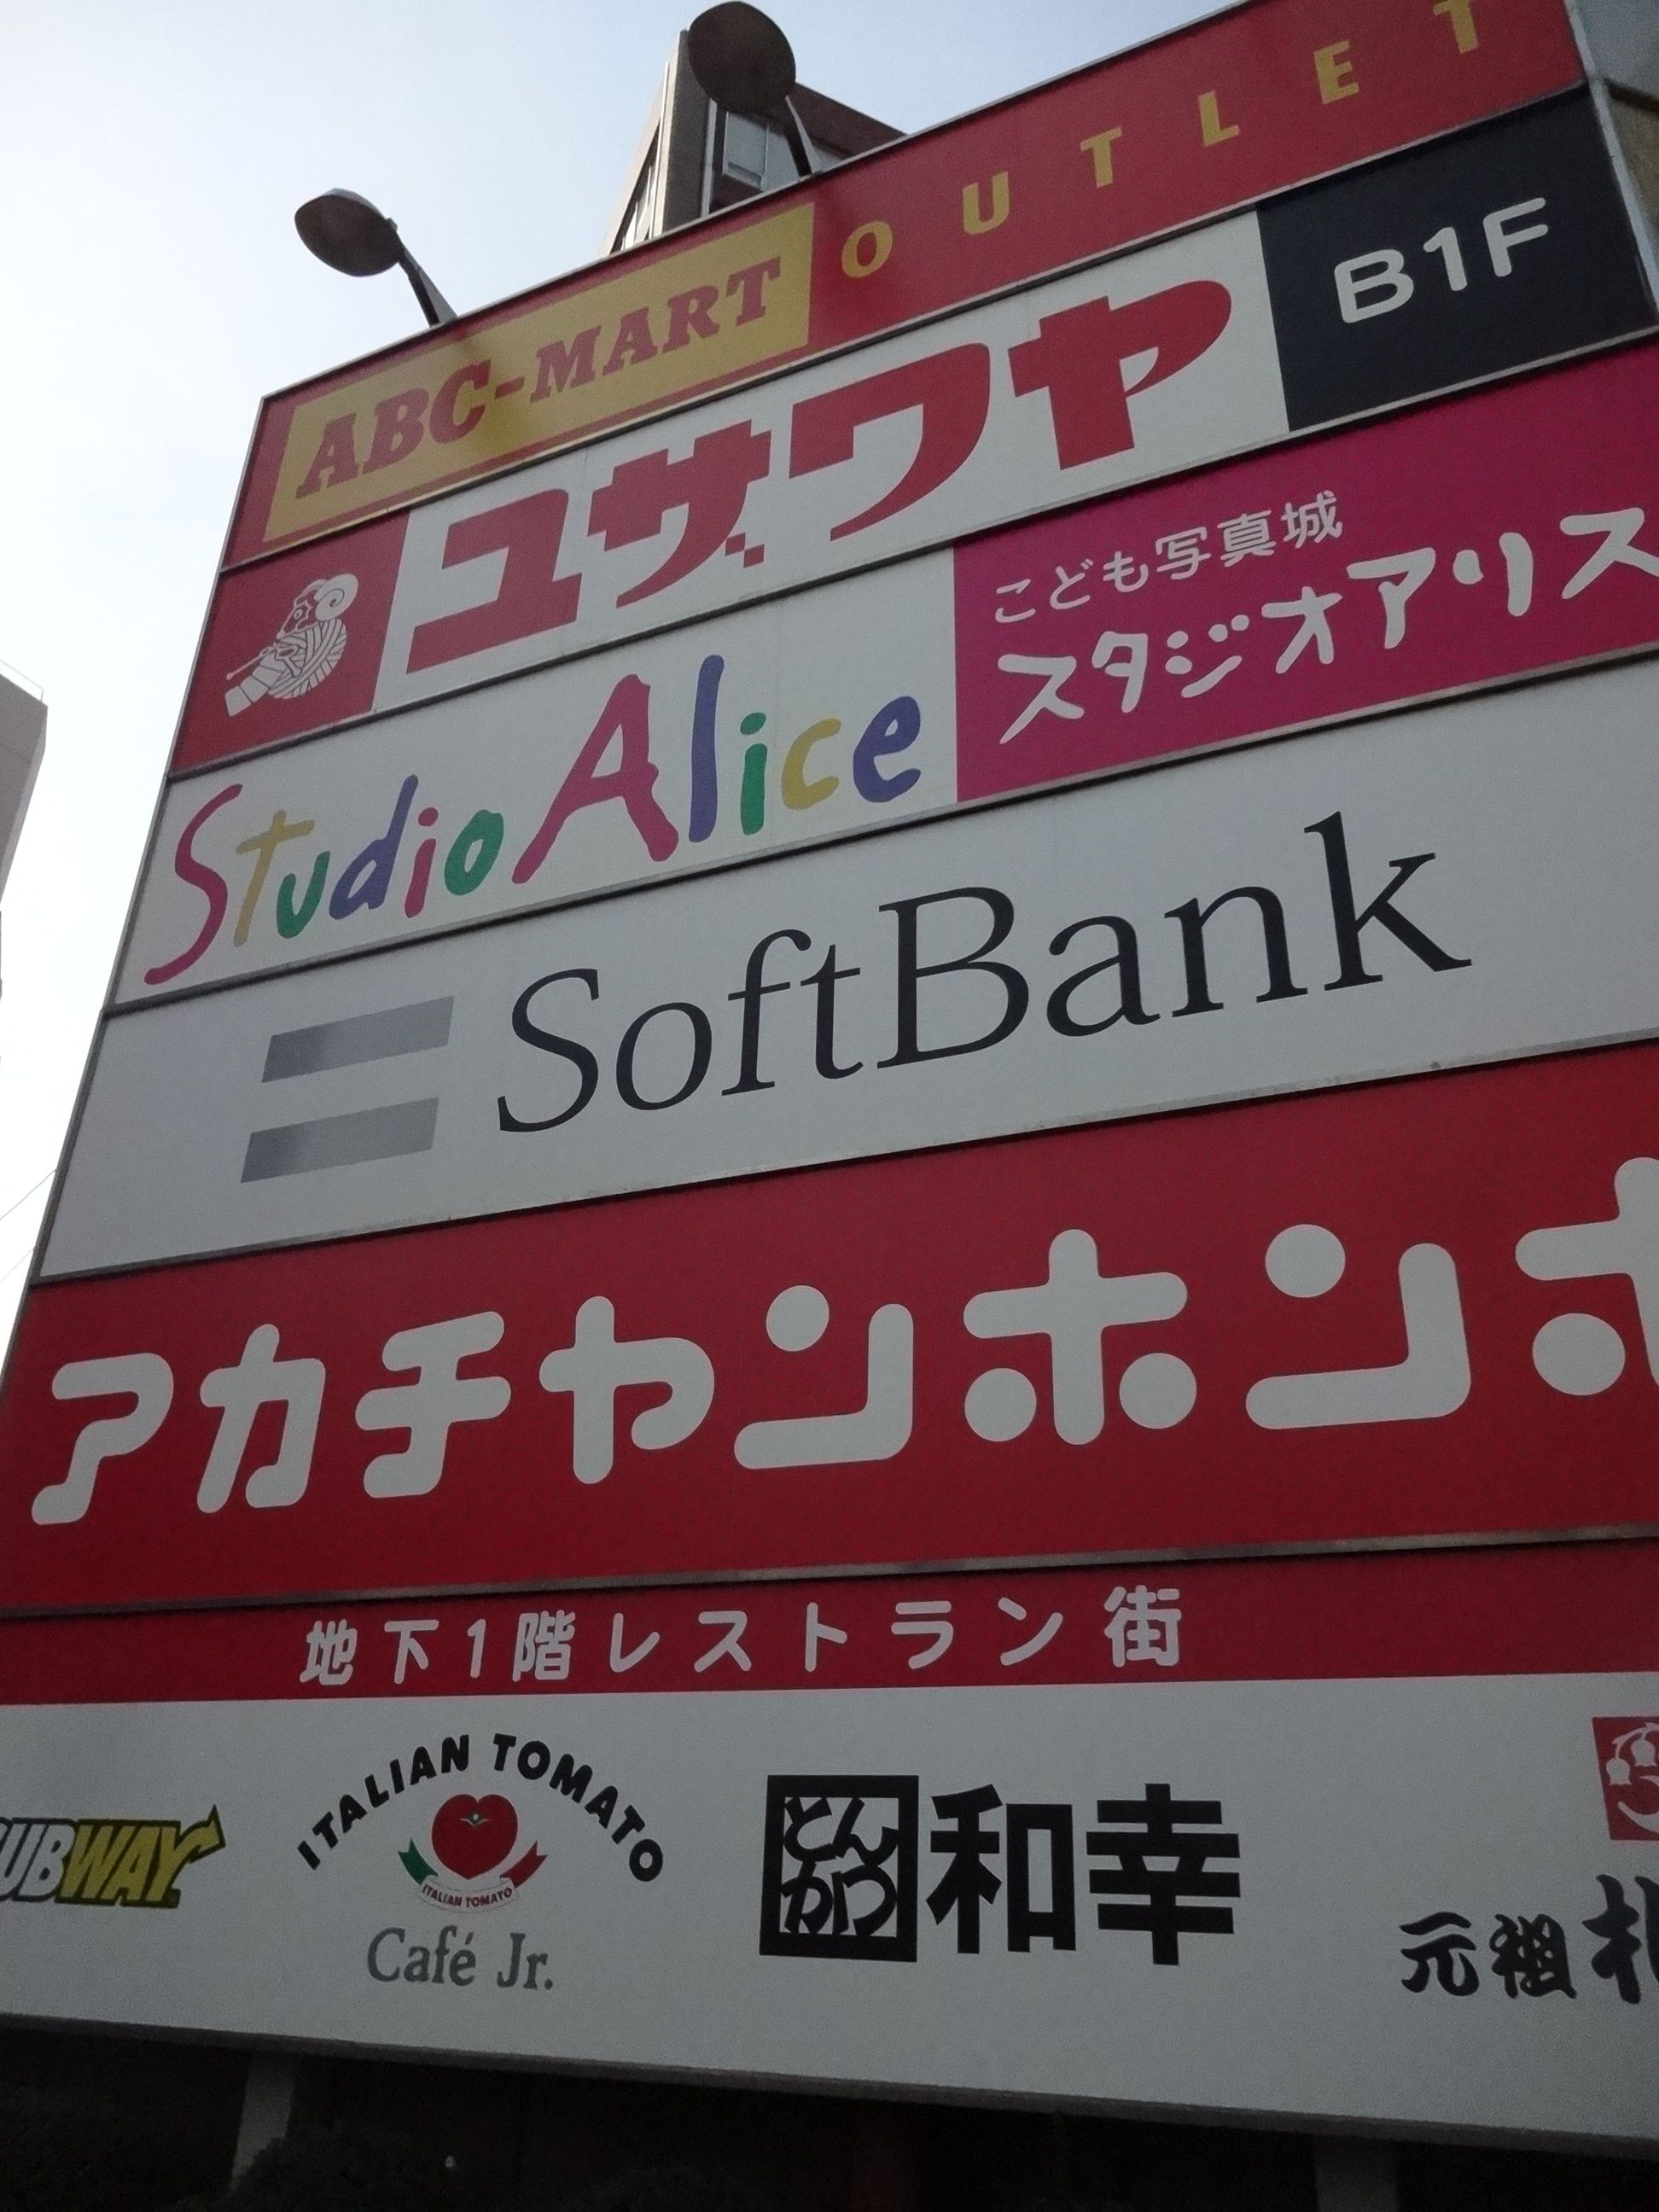 ABC-MART OUTLET
ユザワヤ B1F
Studio Alice
こども写真城
スタジオアリス
SoftBank
アカチャンホンポ
地下1階レストラン街
SUBWAY
ITALIAN TOMATO
ITALIAN TOMATO
Café Jr.
とんかつ 和幸
元祖